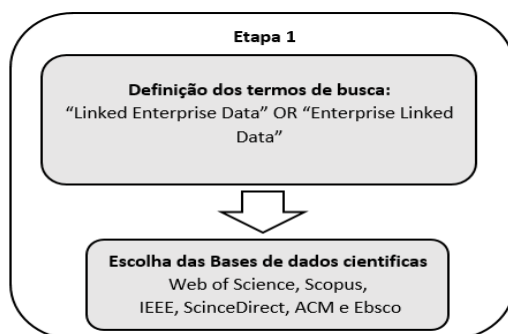 Etapa 1
Definição dos termos de busca:
“Linked Enterprise Data” OR “Enterprise Linked
Data”
Escolha das Bases de dados cientificas
Web of Science, Scopus,
IEEE, ScinceDirect, ACM e Ebsco